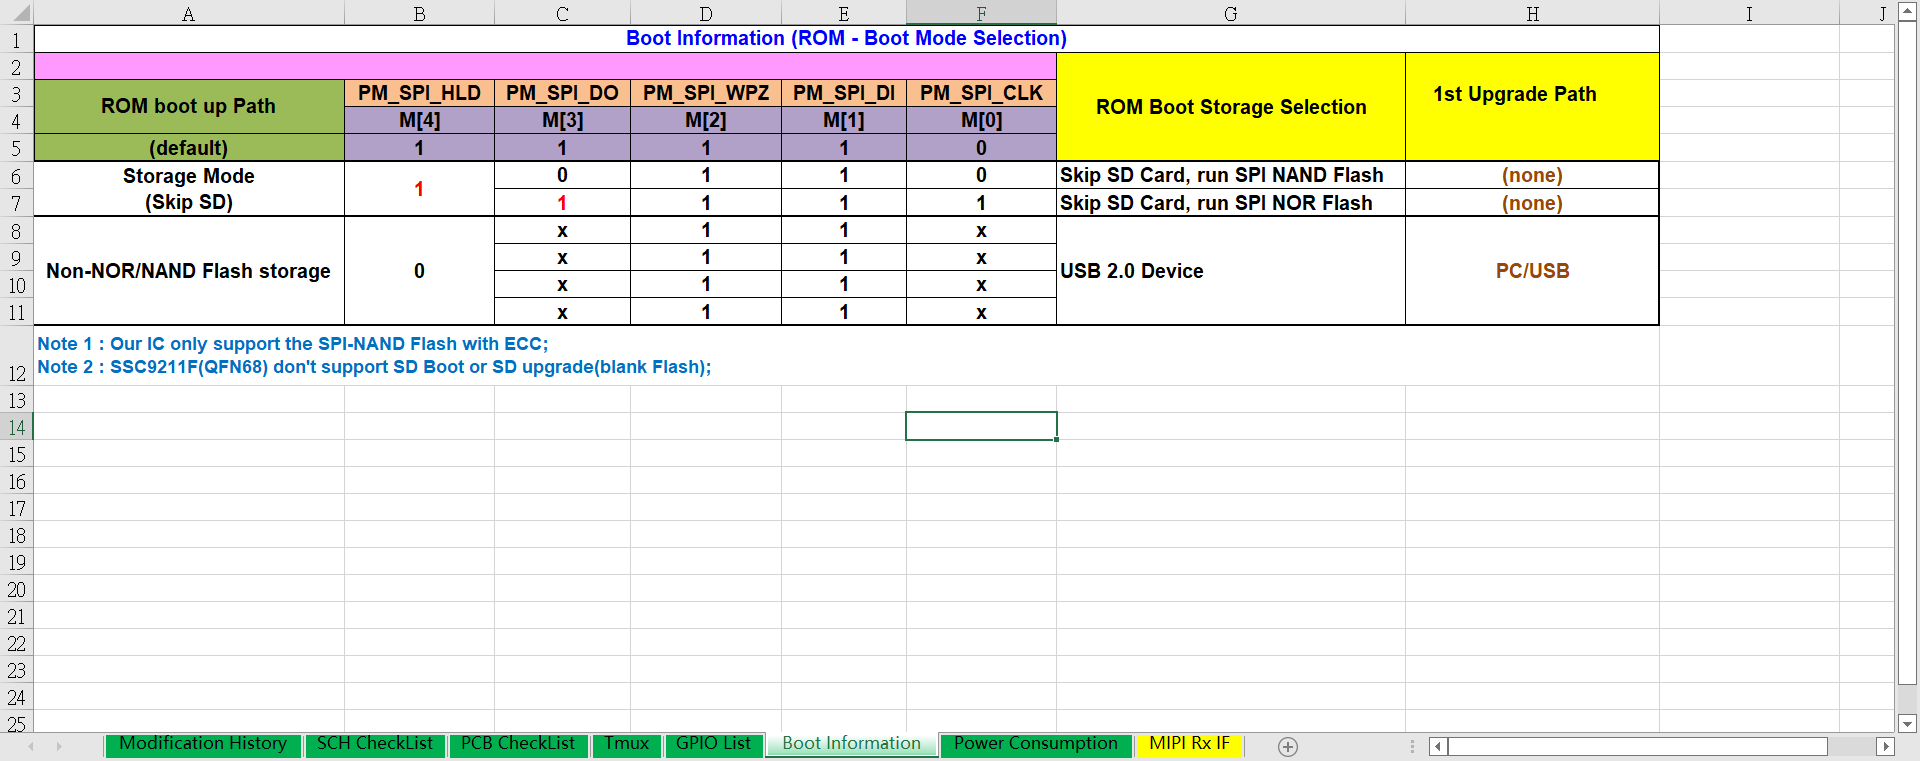 A B C D E F G H I J
1 Boot Information (ROM - Boot Mode Selection)
2
3 ROM boot up Path PM_SPI_HLD PM_SPI_DO PM_SPI_WPZ PM_SPI_DI PM_SPI_CLK ROM Boot Storage Selection 1st Upgrade Path
4 M[4] M[3] M[2] M[1] M[0]
5 (default) 1 1 1 1 0
6 Storage Mode 1 0 1 1 0 Skip SD Card, run SPI NAND Flash (none)
7 (Skip SD) 1 1 1 1 Skip SD Card, run SPI NOR Flash (none)
8 x 1 1 x
9 Non-NOR/NAND Flash storage 0 x 1 1 x USB 2.0 Device PC/USB
10 x 1 1 x
11 x 1 1 x
Note 1 : Our IC only support the SPI-NAND Flash with ECC;
12 Note 2 : SSC9211F(QFN68) don't support SD Boot or SD upgrade(blank Flash);
13
14
15
16
17
18
19
20
21
22
23
24
25
Modification History SCH CheckList PCB CheckList Tmux GPIO List Boot Information Power Consumption MIPI Rx IF